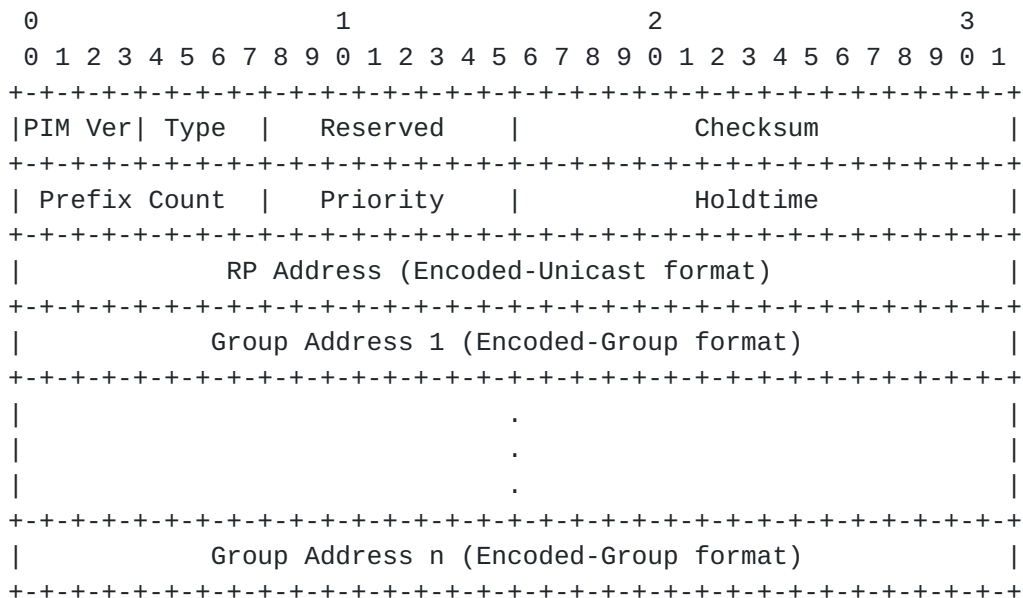 0                   1                   2                   3
 0 1 2 3 4 5 6 7 8 9 0 1 2 3 4 5 6 7 8 9 0 1 2 3 4 5 6 7 8 9 0 1
+-+-+-+-+-+-+-+-+-+-+-+-+-+-+-+-+-+-+-+-+-+-+-+-+-+-+-+-+-+-+-+-+
|PIM Ver| Type  |   Reserved    |           Checksum            |
+-+-+-+-+-+-+-+-+-+-+-+-+-+-+-+-+-+-+-+-+-+-+-+-+-+-+-+-+-+-+-+-+
| Prefix Count  |   Priority    |           Holdtime            |
+-+-+-+-+-+-+-+-+-+-+-+-+-+-+-+-+-+-+-+-+-+-+-+-+-+-+-+-+-+-+-+-+
|             RP Address (Encoded-Unicast format)               |
+-+-+-+-+-+-+-+-+-+-+-+-+-+-+-+-+-+-+-+-+-+-+-+-+-+-+-+-+-+-+-+-+
|            Group Address 1 (Encoded-Group format)             |
+-+-+-+-+-+-+-+-+-+-+-+-+-+-+-+-+-+-+-+-+-+-+-+-+-+-+-+-+-+-+-+-+
|                               .                               |
|                               .                               |
|                               .                               |
+-+-+-+-+-+-+-+-+-+-+-+-+-+-+-+-+-+-+-+-+-+-+-+-+-+-+-+-+-+-+-+-+
|            Group Address n (Encoded-Group format)             |
+-+-+-+-+-+-+-+-+-+-+-+-+-+-+-+-+-+-+-+-+-+-+-+-+-+-+-+-+-+-+-+-+